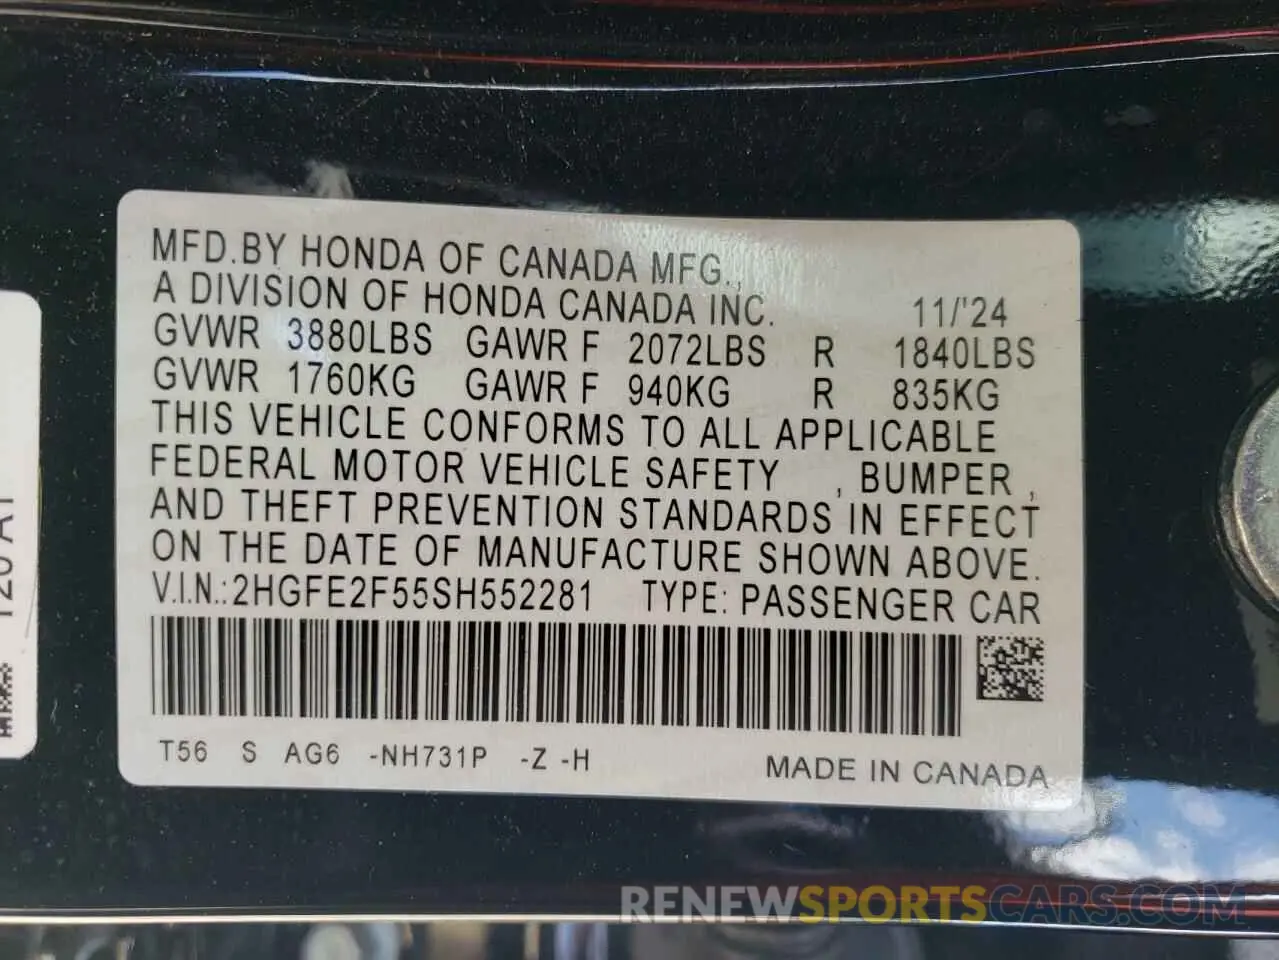 MFD.BY HONDA OF CANADA MFG.,
A DIVISION OF HONDA CANADA INC. 11/'24
GVWR 3880LBS GAWR F 2072LBS R 1840LBS
GVWR 1760KG GAWR F 940KG R 835KG
THIS VEHICLE CONFORMS TO ALL APPLICABLE
FEDERAL MOTOR VEHICLE SAFETY , BUMPER ,
AND THEFT PREVENTION STANDARDS IN EFFECT
ON THE DATE OF MANUFACTURE SHOWN ABOVE.
V.I.N.:2HGFE2F55SH552281 TYPE: PASSENGER CAR
T56 S AG6 -NH731P -Z -H
MADE IN CANADA
RENEWSPORTSCARS.COM